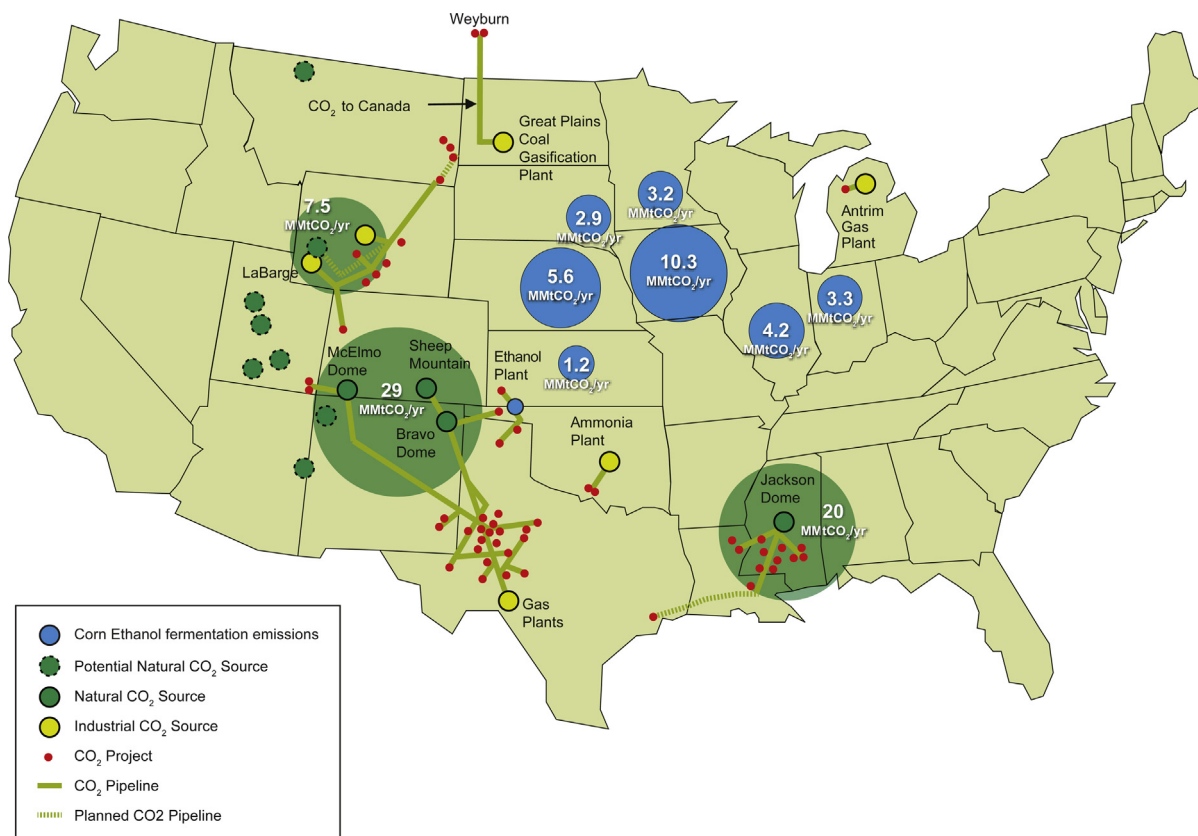 Weyburn
CO₂ to Canada
Great Plains
Coal
Gasification
Plant
3.2
MMtCO₂/yr
2.9
MMtCO₂/yr
Antrim
Gas
Plant
7.5
MMtCO₂/yr
LaBarge
5.6
MMtCO₂/yr
10.3
MMtCO₂/yr
3.3
MMtCO₂/yr
4.2
MMtCO₂/yr
McElmo
Dome
Sheep
Mountain
29
MMtCO₂/yr
Bravo
Dome
Ethanol
Plant
1.2
MMtCO₂/yr
Ammonia
Plant
Jackson
Dome
20
MMtCO₂/yr
Gas
Plants
Corn Ethanol fermentation emissions
Potential Natural CO₂ Source
Natural CO₂ Source
Industrial CO₂ Source
CO₂ Project
CO₂ Pipeline
Planned CO2 Pipeline